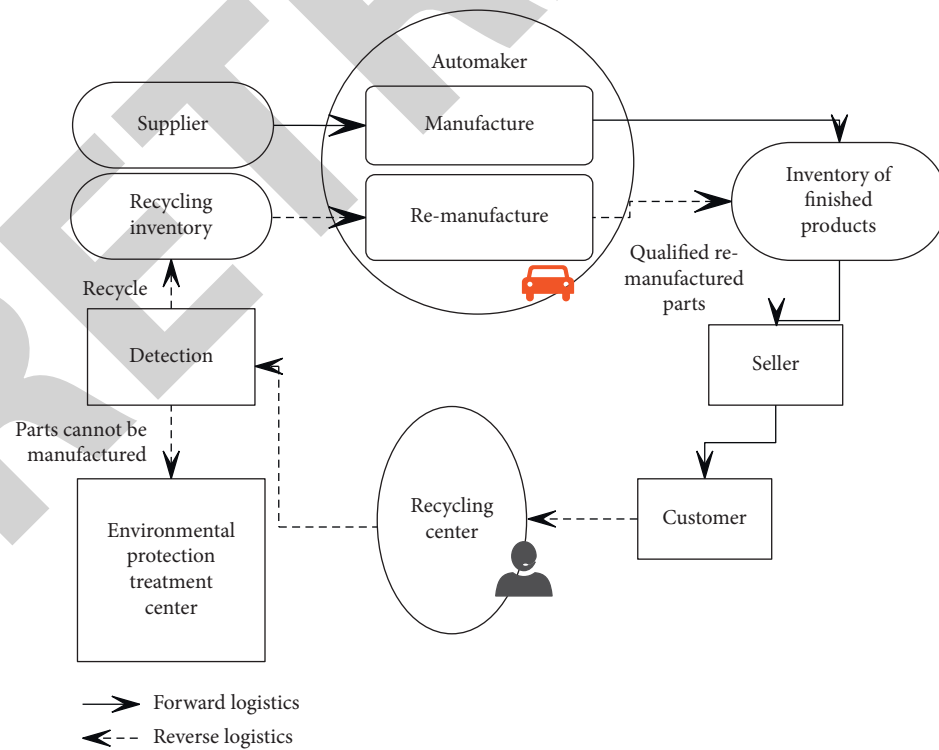 Automaker
Supplier
Manufacture
Recycling
inventory
Re-manufacture
Inventory of
finished
products
Qualified re-
manufactured
parts
Recycle
Detection
Seller
Parts cannot be
manufactured
Environmental
protection
treatment
center
Recycling
center
Customer
Forward logistics
Reverse logistics